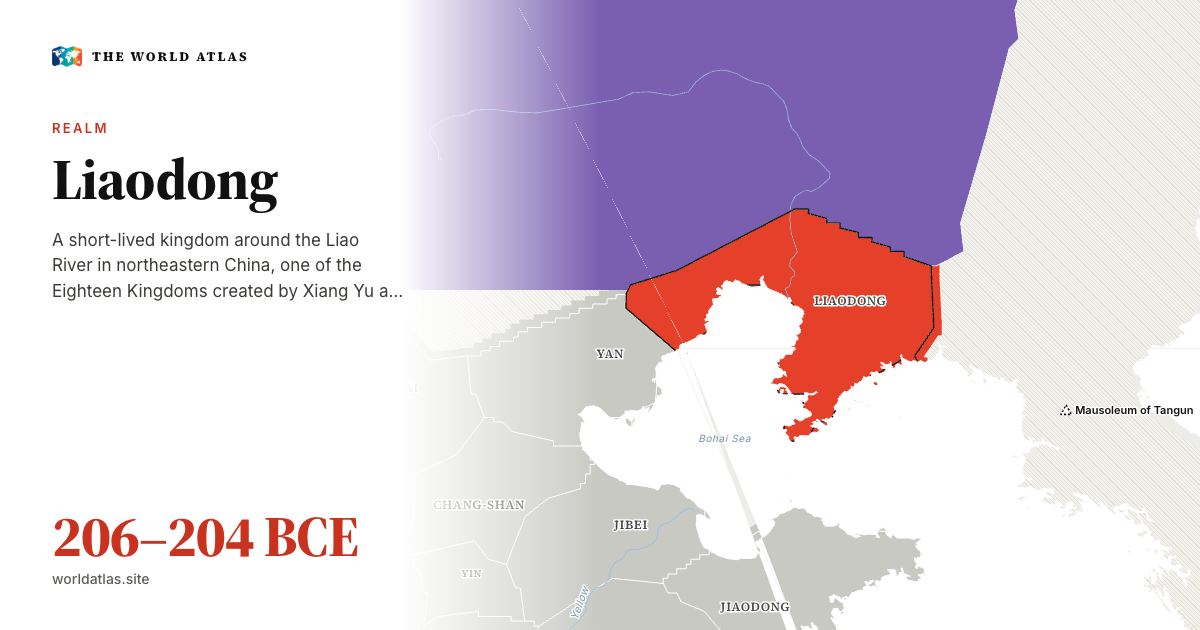 THE WORLD ATLAS
REALM
Liaodong
A short-lived kingdom around the Liao
River in northeastern China, one of the
Eighteen Kingdoms created by Xiang Yu a...
206–204 BCE
worldatlas.site
LIAODONG
YAN
Mausoleum of Tangun
Bohai Sea
CHANG-SHAN
JIBEI
YIN
Yellow
JIAODONG